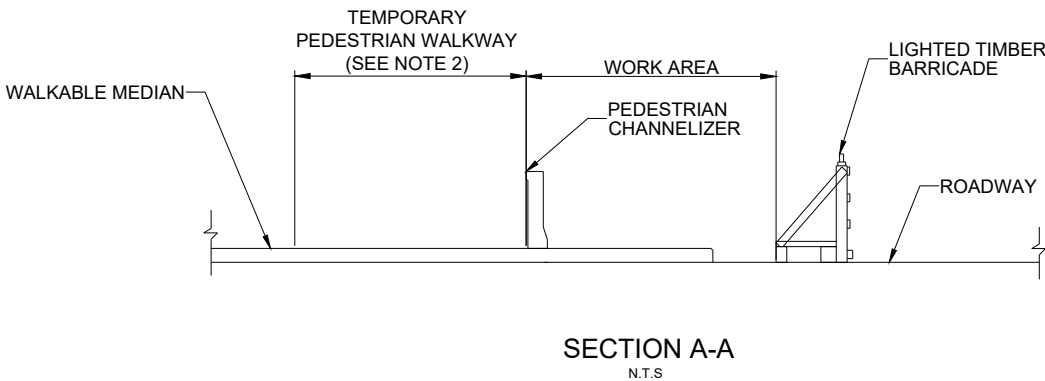 TEMPORARY
PEDESTRIAN WALKWAY
(SEE NOTE 2)
WORK AREA
LIGHTED TIMBER
BARRICADE
WALKABLE MEDIAN
PEDESTRIAN
CHANNELIZER
ROADWAY
SECTION A-A
N.T.S